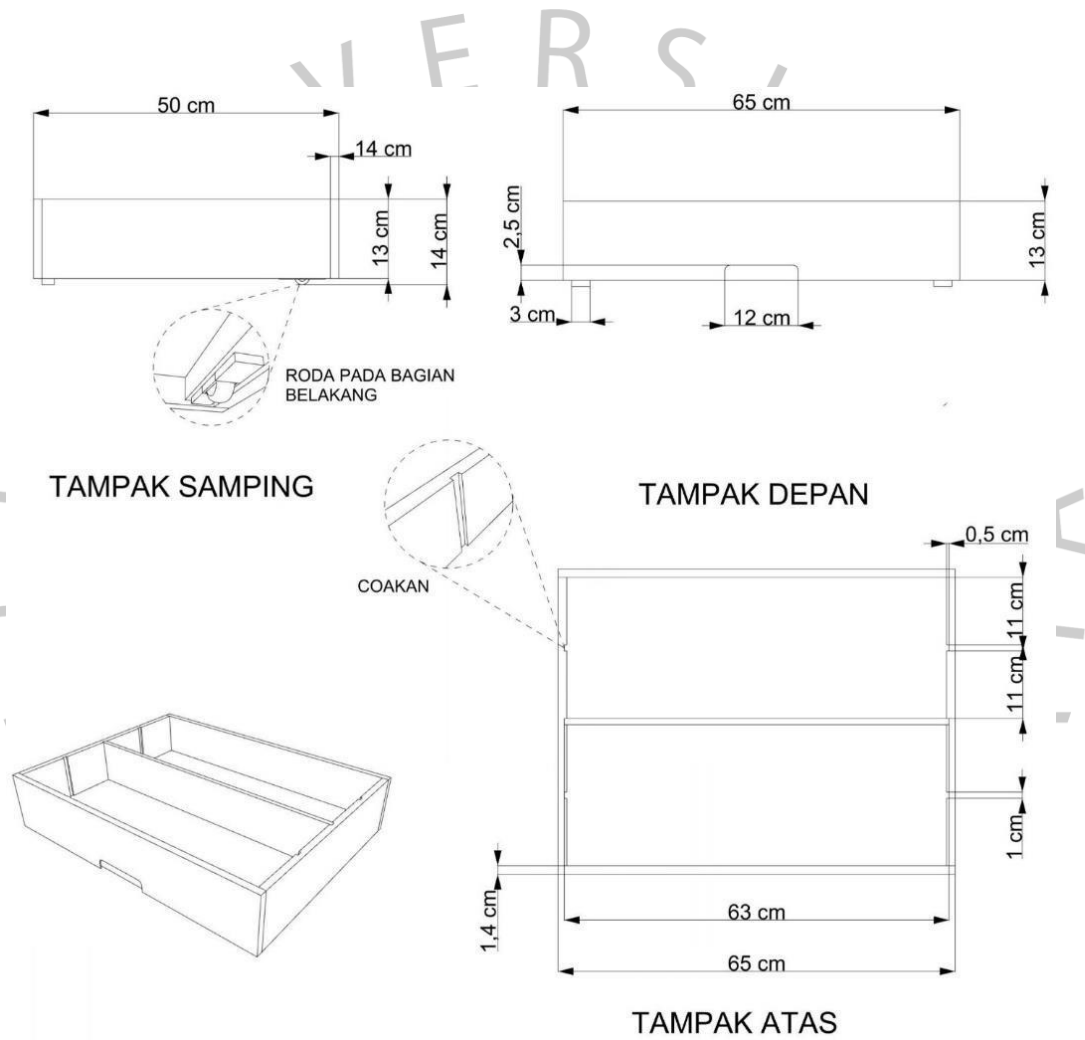 VERS
50 cm
14 cm
13 cm
14 cm
RODA PADA BAGIAN
BELAKANG
TAMPAK SAMPING
65 cm
2,5 cm
13 cm
3 cm
12 cm
TAMPAK DEPAN
COAKAN
0,5 cm
11 cm
11 cm
1 cm
1,4 cm
63 cm
65 cm
TAMPAK ATAS